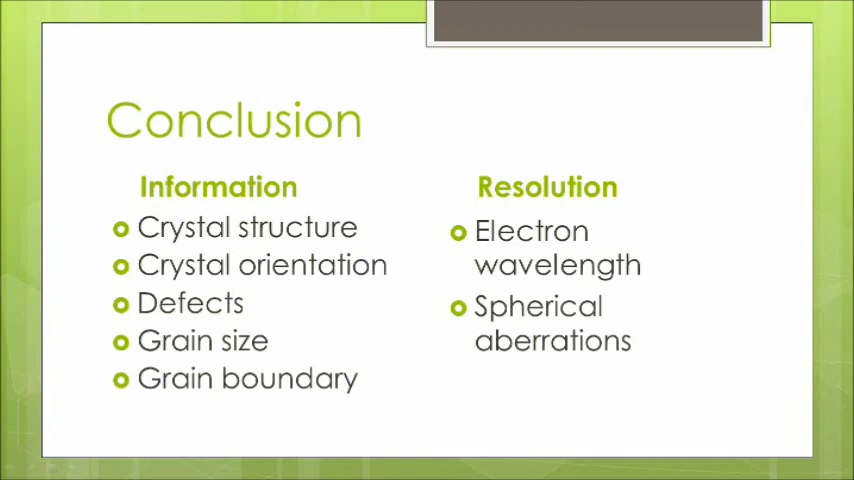 Conclusion
Information
Crystal structure
Crystal orientation
Defects
Grain size
Grain boundary
Resolution
Electron
wavelength
Spherical
aberrations